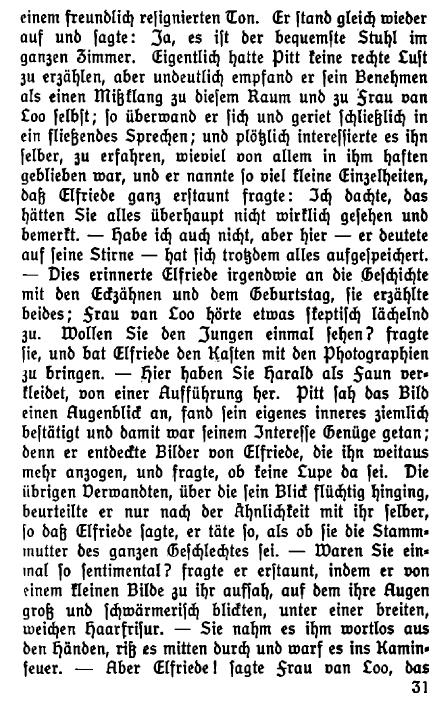 einem freundlich resignierten Ton. Er stand gleich wieder
auf und sagte: Ja, es ist der bequemste Stuhl im
ganzen Zimmer. Eigentlich hatte Pitt keine rechte Lust
zu erzählen, aber undeutlich empfand er sein Benehmen
als einen Mißklang zu diesem Raum und zu Frau van
Loo selbst; so überwand er sich und geriet schließlich in
ein fließendes Sprechen; und plötzlich interessierte es ihn
selber, zu erfahren, wieviel von allem in ihm haften
geblieben war, und er nannte so viel kleine Einzelheiten,
daß Elfriede ganz erstaunt fragte: Ich dachte, das
hätten Sie alles überhaupt nicht wirklich gesehen und
bemerkt. — Habe ich auch nicht, aber hier — er deutete
auf seine Stirne — hat sich trotzdem alles aufgespeichert.
— Dies erinnerte Elfriede irgendwie an die Geschichte
mit den Eckzähnen und dem Geburtstag, sie erzählte
beides; Frau van Loo hörte etwas skeptisch lächelnd
zu. Wollen Sie den Jungen einmal sehen? fragte
sie, und bat Elfriede den Kasten mit den Photographien
zu bringen. — Hier haben Sie Harald als Faun ver-
kleidet, von einer Aufführung her. Pitt sah das Bild
einen Augenblick an, fand sein eigenes inneres ziemlich
bestätigt und damit war seinem Interesse Genüge getan;
denn er entdeckte Bilder von Elfriede, die ihn weitaus
mehr anzogen, und fragte, ob keine Lupe da sei. Die
übrigen Verwandten, über die sein Blick flüchtig hinging,
beurteilte er nur nach der Ähnlichkeit mit ihr selber,
so daß Elfriede sagte, er täte so, als ob sie die Stamm-
mutter des ganzen Geschlechtes sei. — Waren Sie ein-
mal so sentimental? fragte er erstaunt, indem er von
einem kleinen Bilde zu ihr aufsah, auf dem ihre Augen
groß und schwärmerisch blickten, unter einer breiten,
weichen Haarfrisur. — Sie nahm es ihm wortlos aus
den Händen, riß es mitten durch und warf es ins Kamin-
feuer. — Aber Elfriede! sagte Frau van Loo, das
31